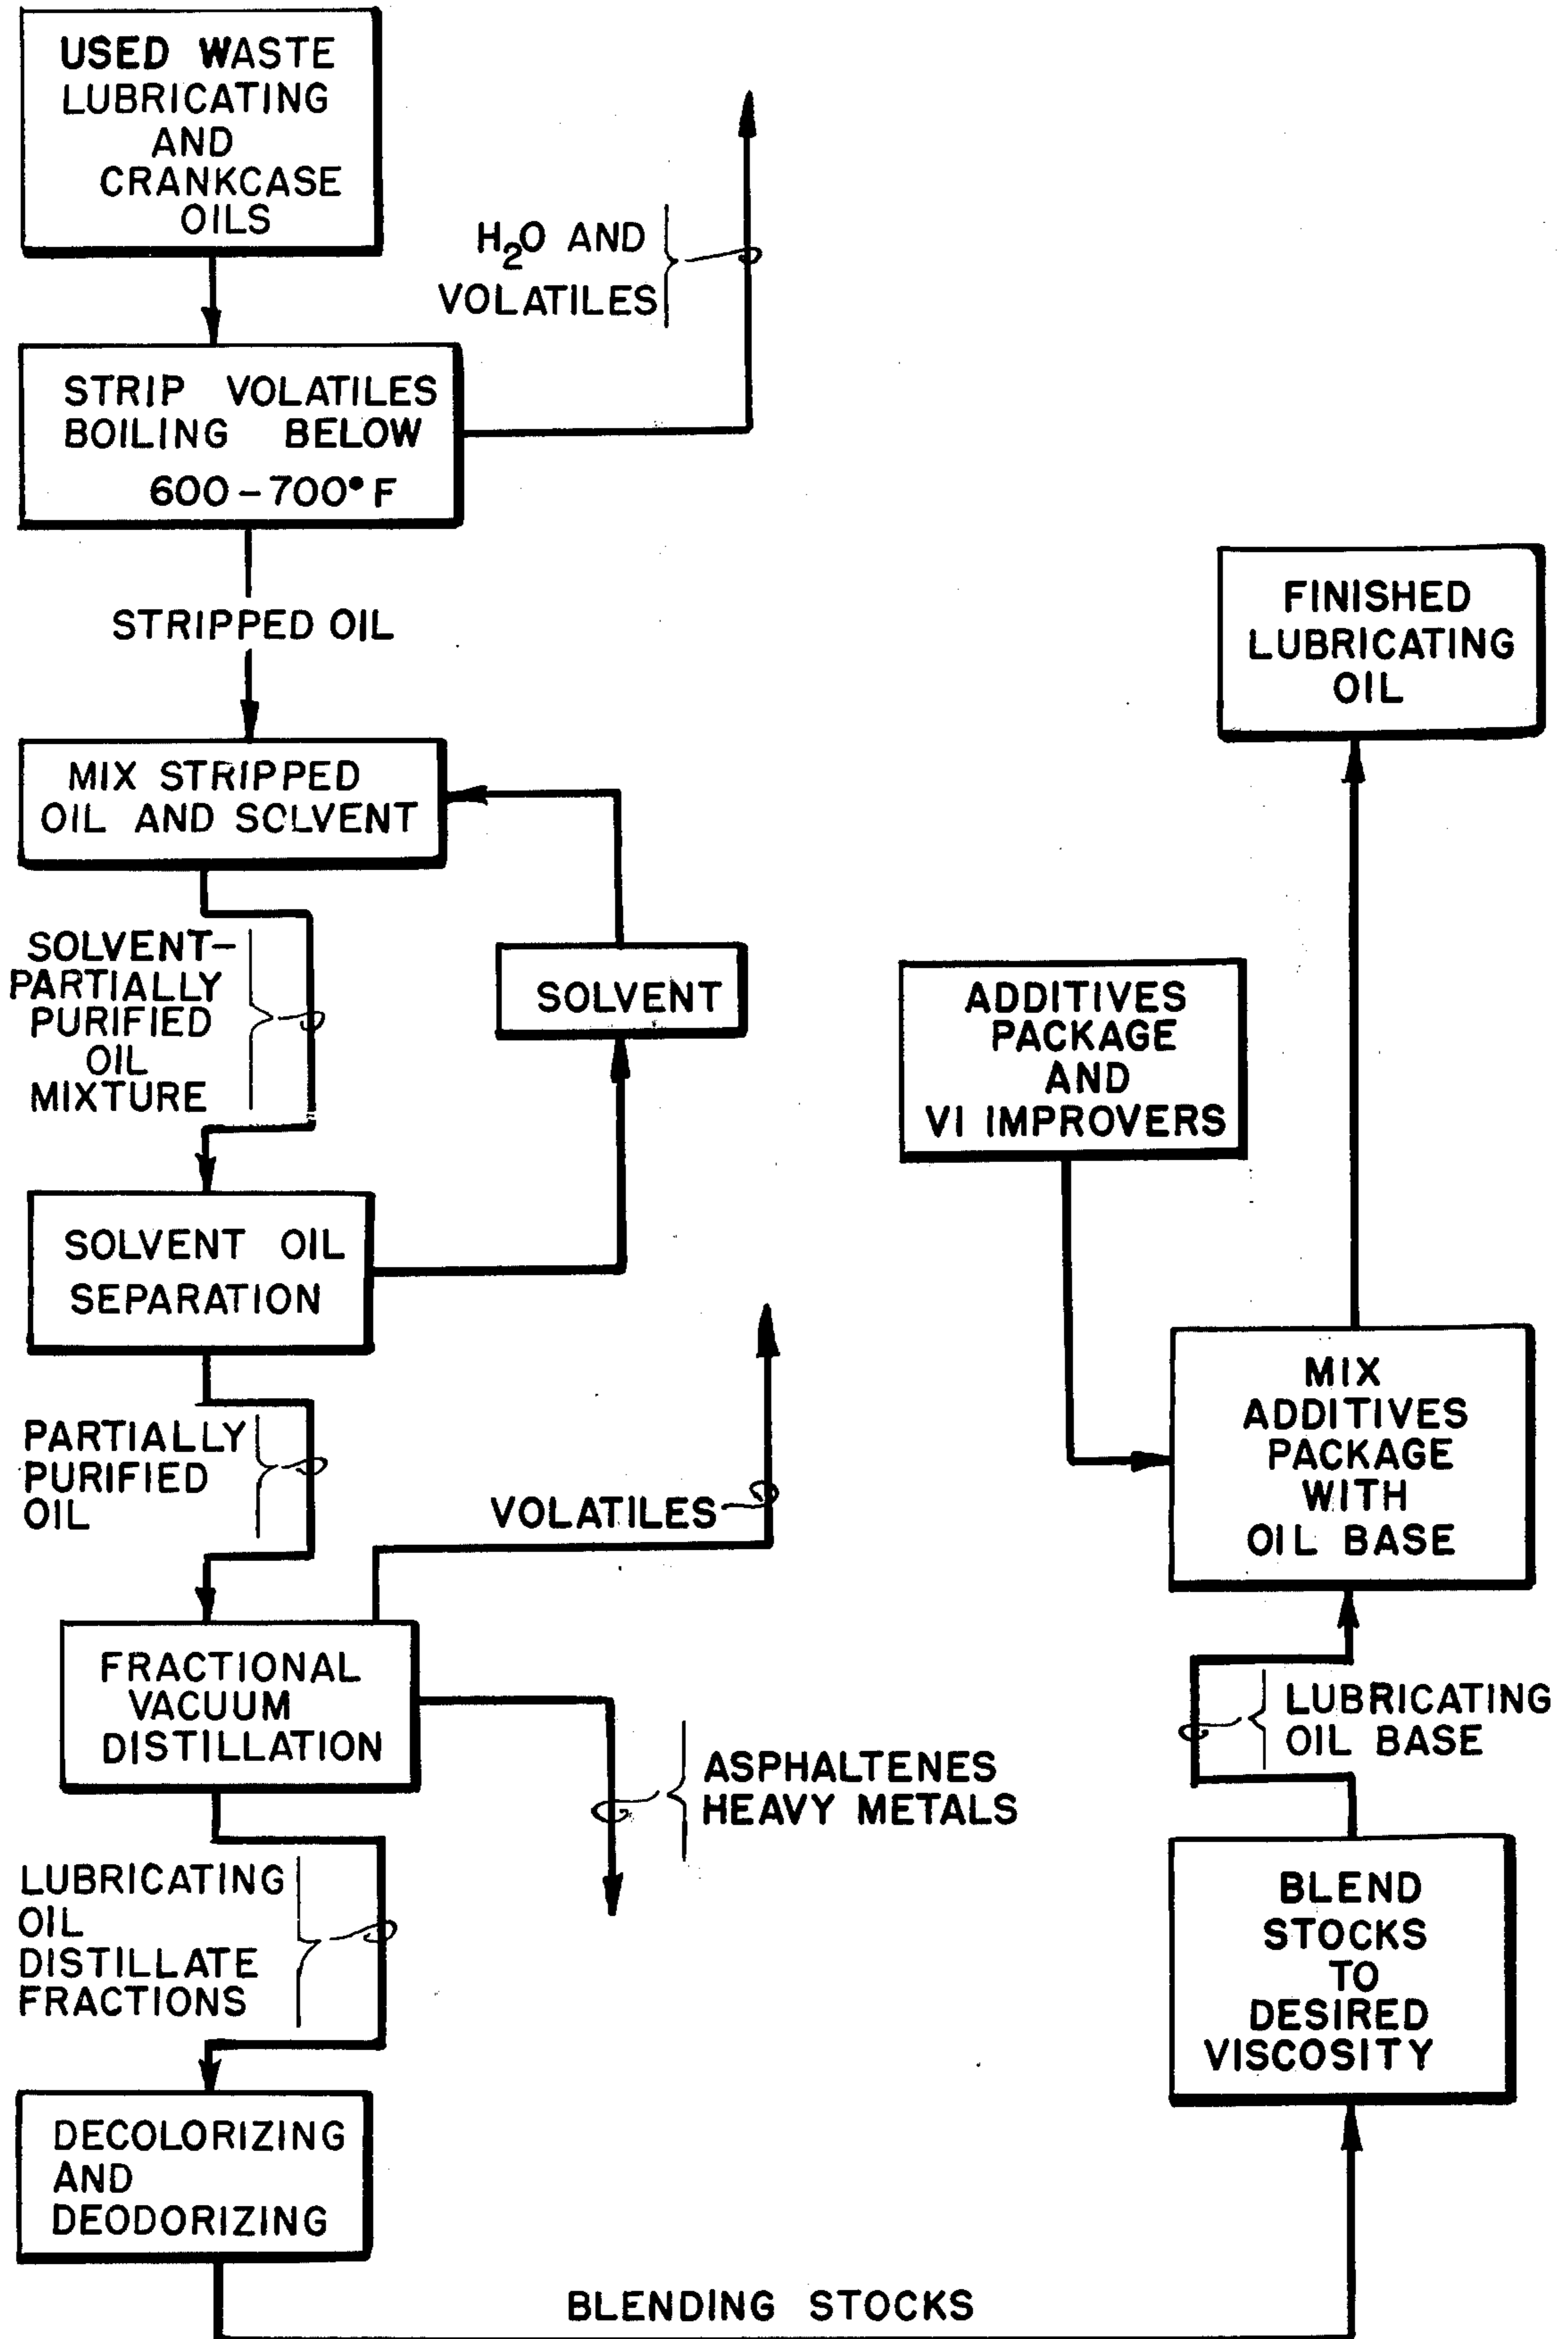 USED WASTE
LUBRICATING
AND
CRANKCASE
OILS
H2O AND
VOLATILES
STRIP VOLATILES
BOILING BELOW
600-700°F
STRIPPED OIL
MIX STRIPPED
OIL AND SOLVENT
SOLVENT-
PARTIALLY
PURIFIED
OIL
MIXTURE
SOLVENT
SOLVENT OIL
SEPARATION
PARTIALLY
PURIFIED
OIL
VOLATILES
FRACTIONAL
VACUUM
DISTILLATION
ASPHALTENES
HEAVY METALS
LUBRICATING
OIL
DISTILLATE
FRACTIONS
DECOLORIZING
AND
DEODORIZING
BLENDING STOCKS
BLEND
STOCKS
TO
DESIRED
VISCOSITY
LUBRICATING
OIL BASE
ADDITIVES
PACKAGE
AND
VI IMPROVERS
MIX
ADDITIVES
PACKAGE
WITH
OIL BASE
FINISHED
LUBRICATING
OIL